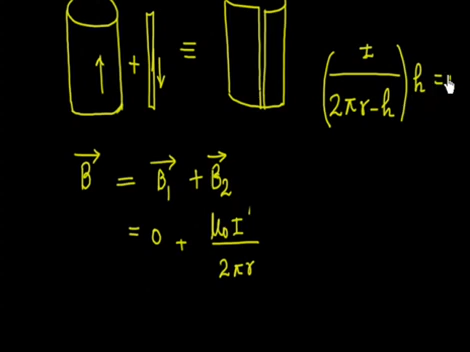 + ≡
(I / (2πr − h)) h =
B⃗ = B⃗₁ + B⃗₂
= 0 + μ₀I' / 2πr